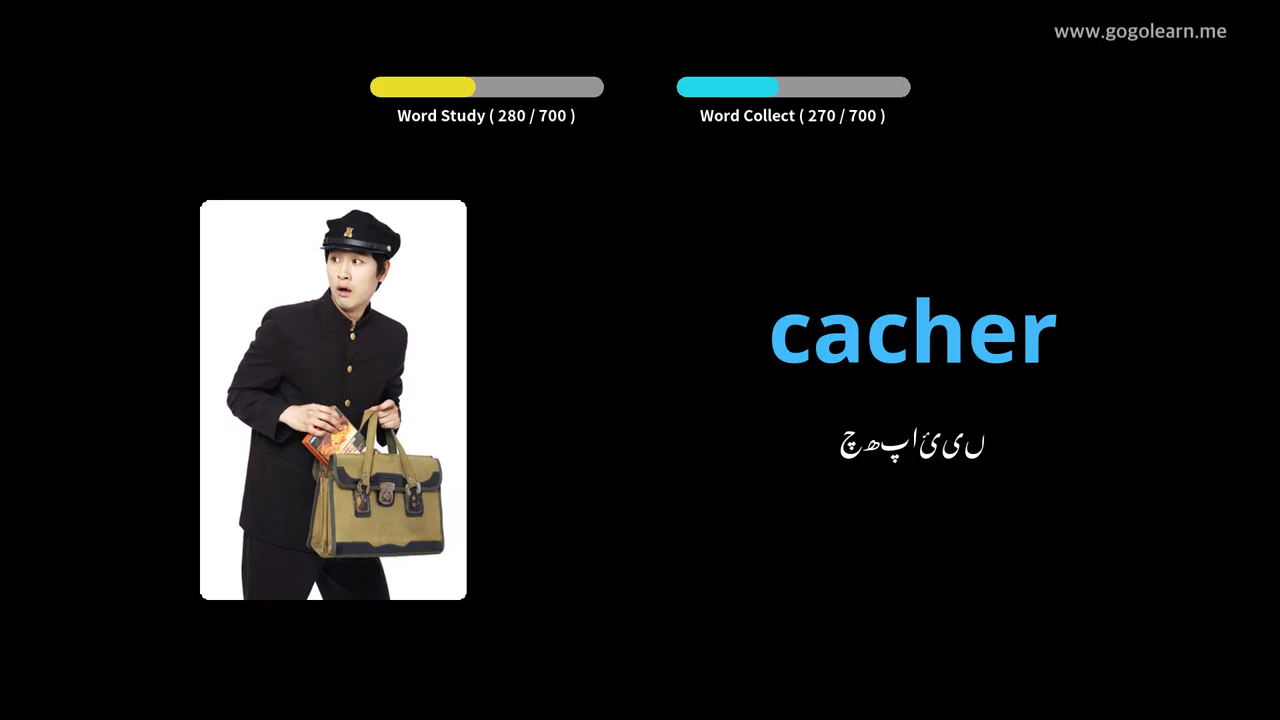 www.gogolearn.me
Word Study ( 280 / 700 )
Word Collect ( 270 / 700 )
cacher
چھپائیں